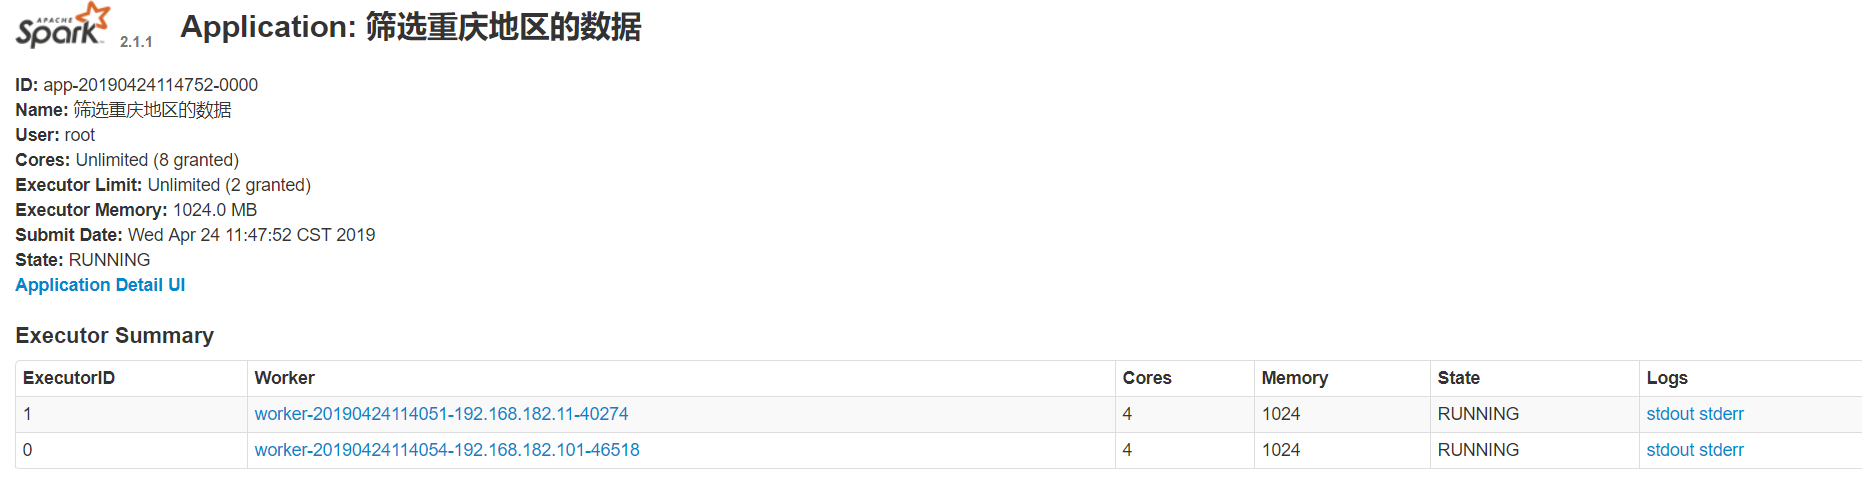 APACHE
Spark 2.1.1 Application: 筛选重庆地区的数据
ID: app-20190424114752-0000
Name: 筛选重庆地区的数据
User: root
Cores: Unlimited (8 granted)
Executor Limit: Unlimited (2 granted)
Executor Memory: 1024.0 MB
Submit Date: Wed Apr 24 11:47:52 CST 2019
State: RUNNING
Application Detail UI
Executor Summary
ExecutorID Worker Cores Memory State Logs
1 worker-20190424114051-192.168.182.11-40274 4 1024 RUNNING stdout stderr
0 worker-20190424114054-192.168.182.101-46518 4 1024 RUNNING stdout stderr